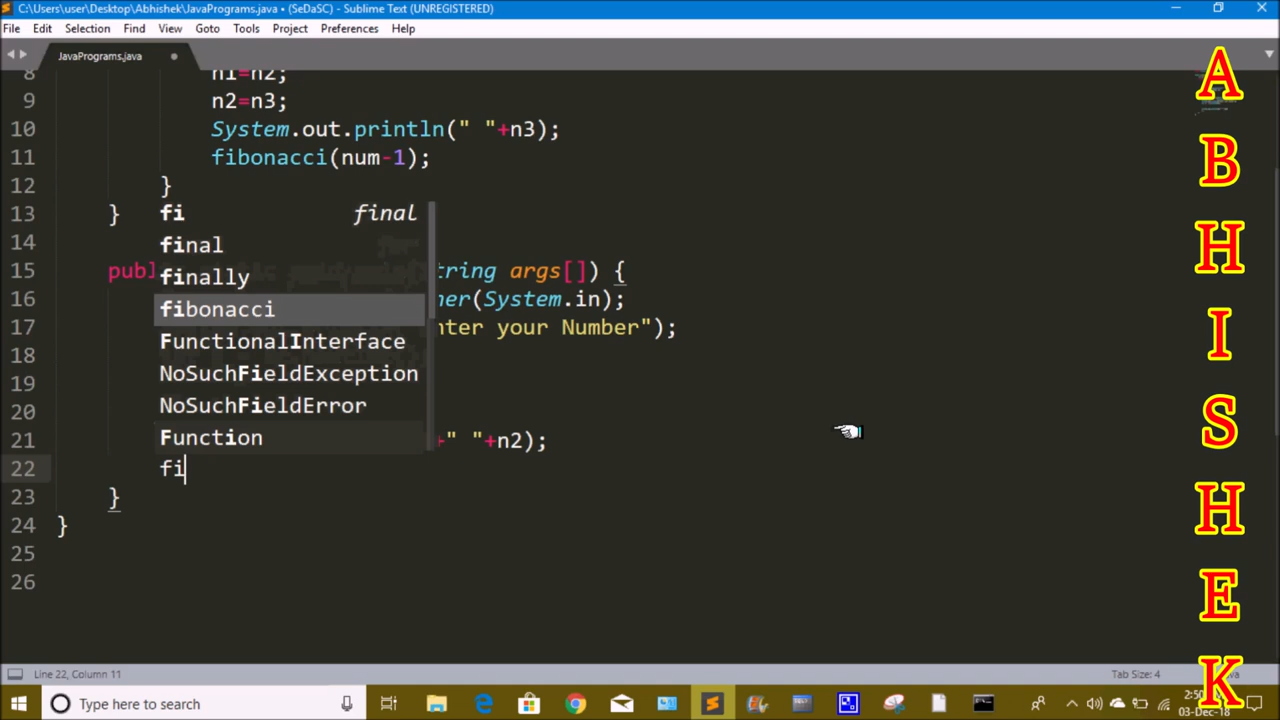 C:\Users\user\Desktop\Abhishek\JavaPrograms.java • (SeDaSC) - Sublime Text (UNREGISTERED)
File Edit Selection Find View Goto Tools Project Preferences Help
JavaPrograms.java
8 n1=n2;
9 n2=n3;
10 System.out.println(" "+n3);
11 fibonacci(num-1);
12 }
13 }
fi final
14
final
15 publ tring args[]) {
finally
16 ner(System.in);
fibonacci
17 nter your Number");
FunctionalInterface
18
19
NoSuchFieldException
20
NoSuchFieldError
21 +" "+n2);
Function
22 fi
23 }
24 }
25
26
Line 22, Column 11
Tab Size: 4
Type here to search
03-Dec-18
A
B
H
I
S
H
E
K